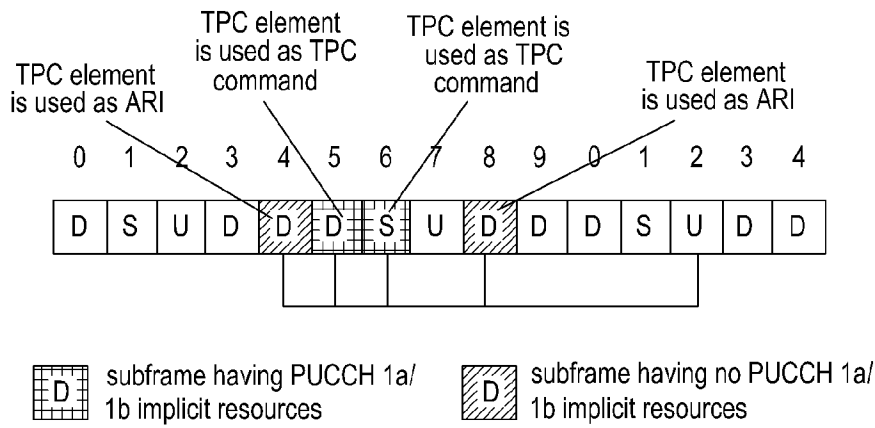 TPC element
is used as ARI
TPC element
is used as TPC
command
TPC element is
used as TPC
command
TPC element
is used as ARI
0 1 2 3 4 5 6 7 8 9 0 1 2 3 4
D S U D D D S U D D D S U D D
D subframe having PUCCH 1a/
1b implicit resources
D subframe having no PUCCH 1a/
1b implicit resources